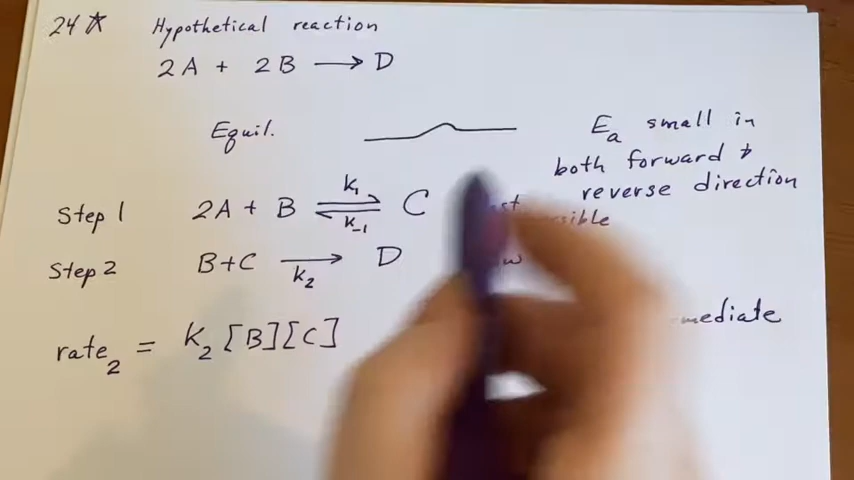 24* Hypothetical reaction
2A + 2B ⟶ D
Equil.
Ea small in
both forward &
reverse direction
Step 1 2A + B ⇌ C
k1
k-1
Step 2 B+C ⟶ D
k2
rate2 = k2 [B][C]